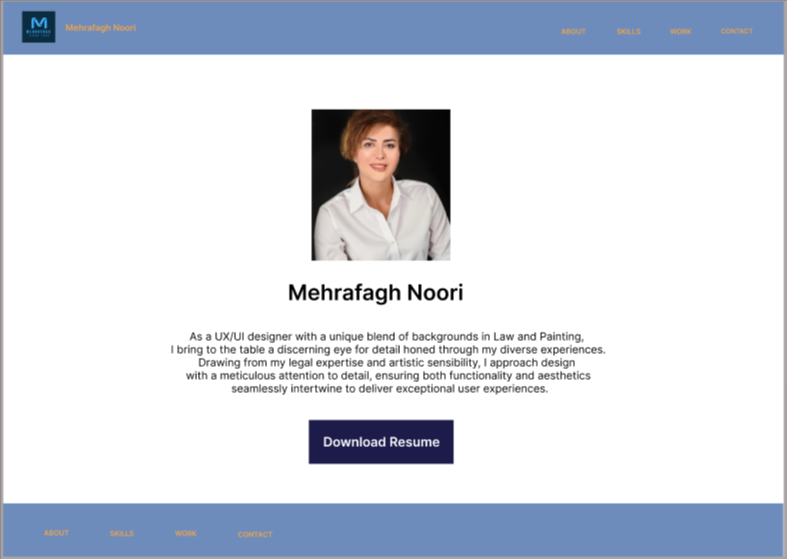 M
Mehrafagh Noori
ABOUT SKILLS WORK CONTACT
Mehrafagh Noori
As a UX/UI designer with a unique blend of backgrounds in Law and Painting,
I bring to the table a discerning eye for detail honed through my diverse experiences.
Drawing from my legal expertise and artistic sensibility, I approach design
with a meticulous attention to detail, ensuring both functionality and aesthetics
seamlessly intertwine to deliver exceptional user experiences.
Download Resume
ABOUT SKILLS WORK CONTACT